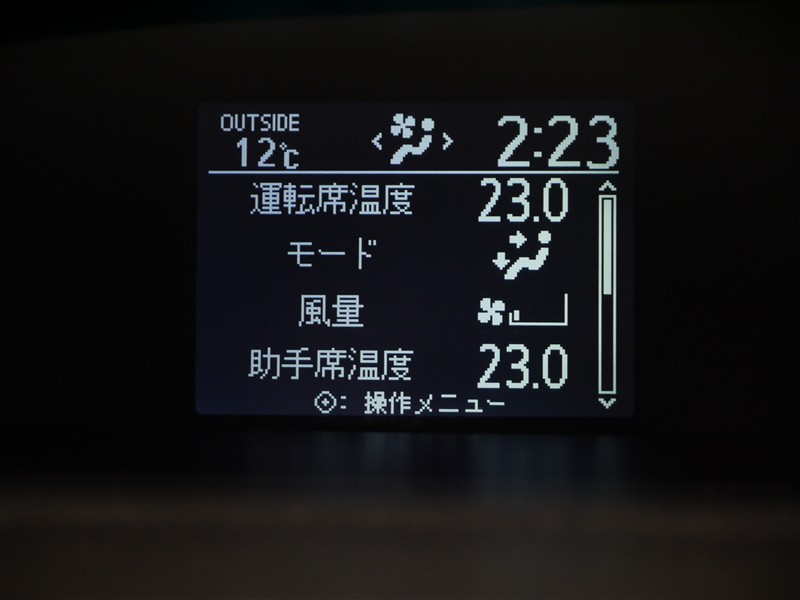 OUTSIDE
12℃
2:23
運転席温度 23.0
モード
風量
助手席温度 23.0
: 操作メニュー